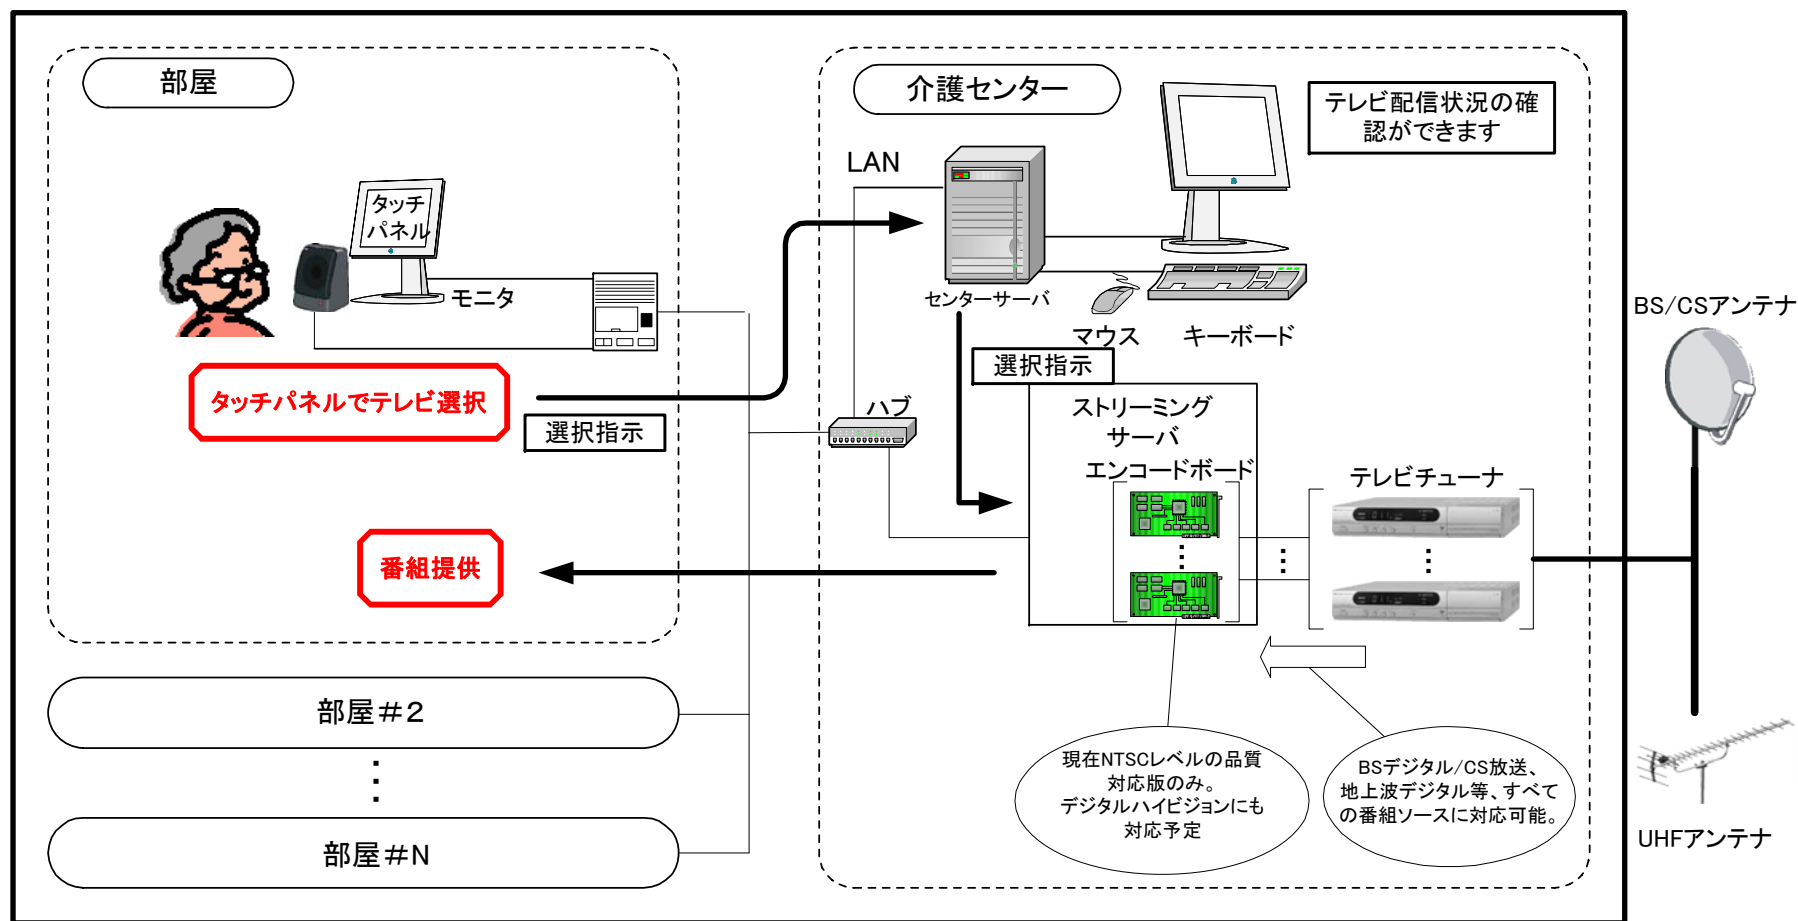 部屋
タッチ
パネル
モニタ
タッチパネルでテレビ選択
選択指示
番組提供
部屋＃２
部屋＃N
介護センター
テレビ配信状況の確
認ができます
LAN
センターサーバ
マウス
キーボード
選択指示
ハブ
ストリーミング
サーバ
エンコードボード
テレビチューナ
現在NTSCレベルの品質
対応版のみ。
デジタルハイビジョンにも
対応予定
BSデジタル/CS放送、
地上波デジタル等、すべて
の番組ソースに対応可能。
BS/CSアンテナ
UHFアンテナ